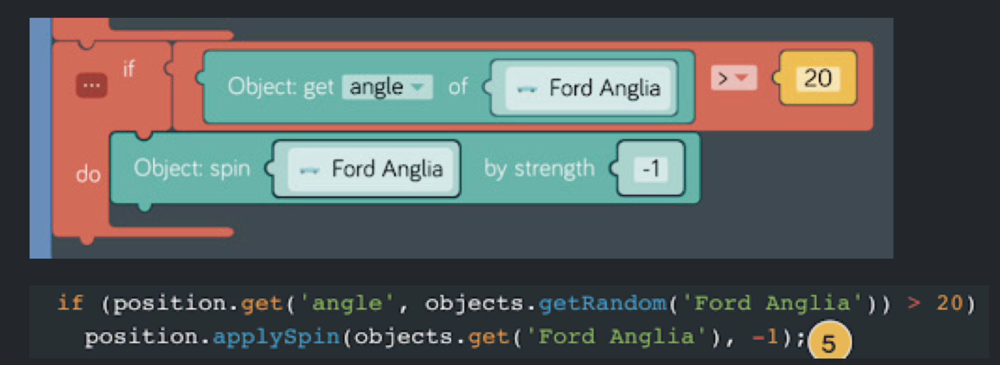 ... if Object: get angle of Ford Anglia > 20
do Object: spin Ford Anglia by strength -1
if (position.get('angle', objects.getRandom('Ford Anglia')) > 20)
position.applySpin(objects.get('Ford Anglia'), -1);
5